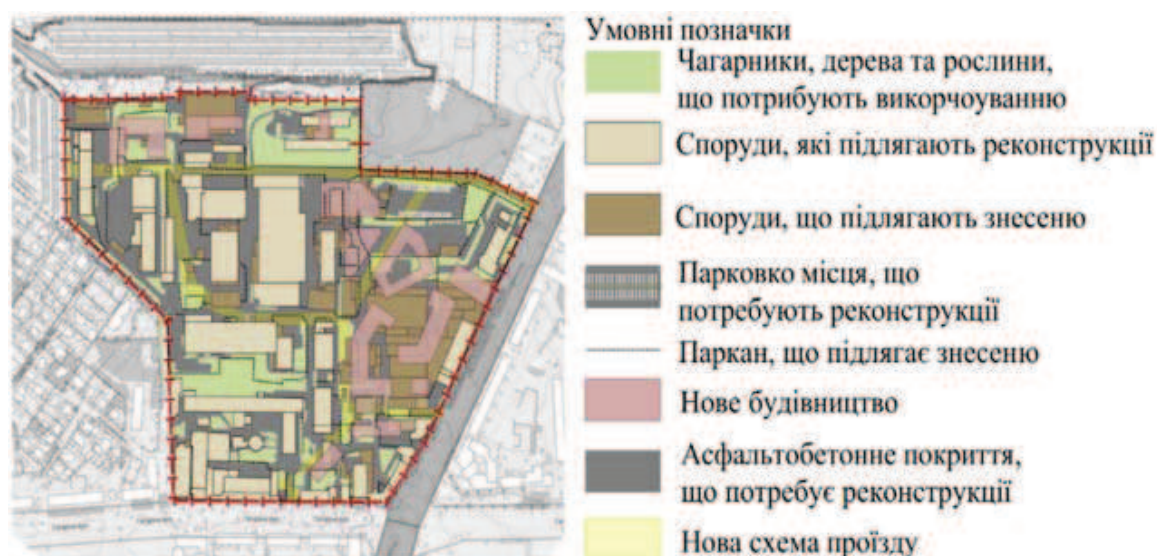 Умовні позначки
Чагарники, дерева та рослини,
що потрибують викорчоуванню
Споруди, які підлягають реконструкції
Споруди, що підлягають знесеню
Парковко місця, що
потребують реконструкції
Паркан, що підлягає знесеню
Нове будівництво
Асфальтобетонне покриття,
що потребує реконструкції
Нова схема проїзду